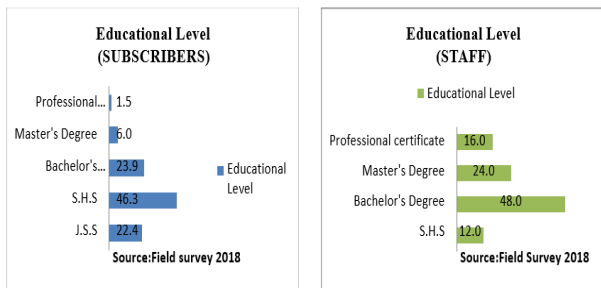 Educational Level
(SUBSCRIBERS)
Professional... 1.5
Master's Degree 6.0
Bachelor's... 23.9
S.H.S 46.3
J.S.S 22.4
Educational Level
Source:Field survey 2018
Educational Level
(STAFF)
Educational Level
Professional certificate 16.0
Master's Degree 24.0
Bachelor's Degree 48.0
S.H.S 12.0
Source:Field Survey 2018